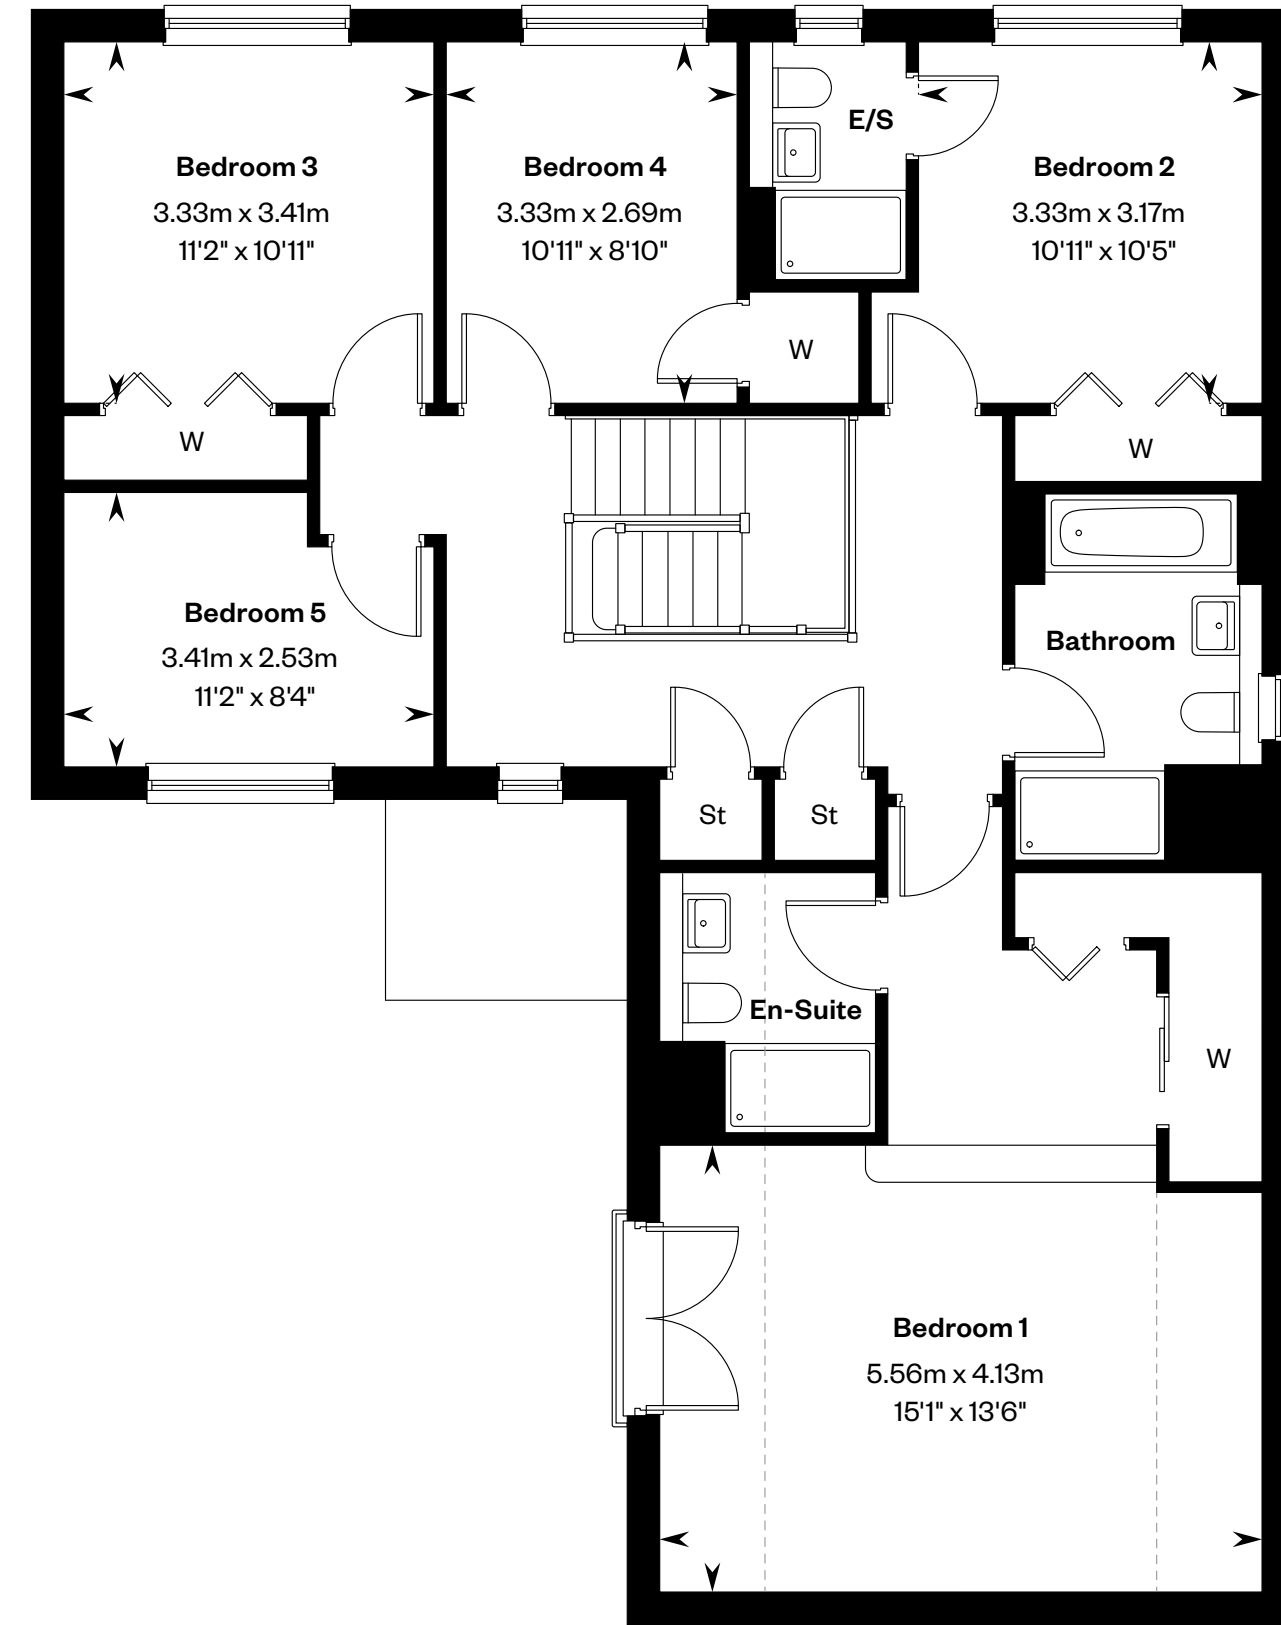 Bedroom 3
3.33m x 3.41m
11'2" x 10'11"
Bedroom 4
3.33m x 2.69m
10'11" x 8'10"
E/S
Bedroom 2
3.33m x 3.17m
10'11" x 10'5"
W
W
W
Bedroom 5
3.41m x 2.53m
11'2" x 8'4"
Bathroom
St
St
En-Suite
W
Bedroom 1
5.56m x 4.13m
15'1" x 13'6"